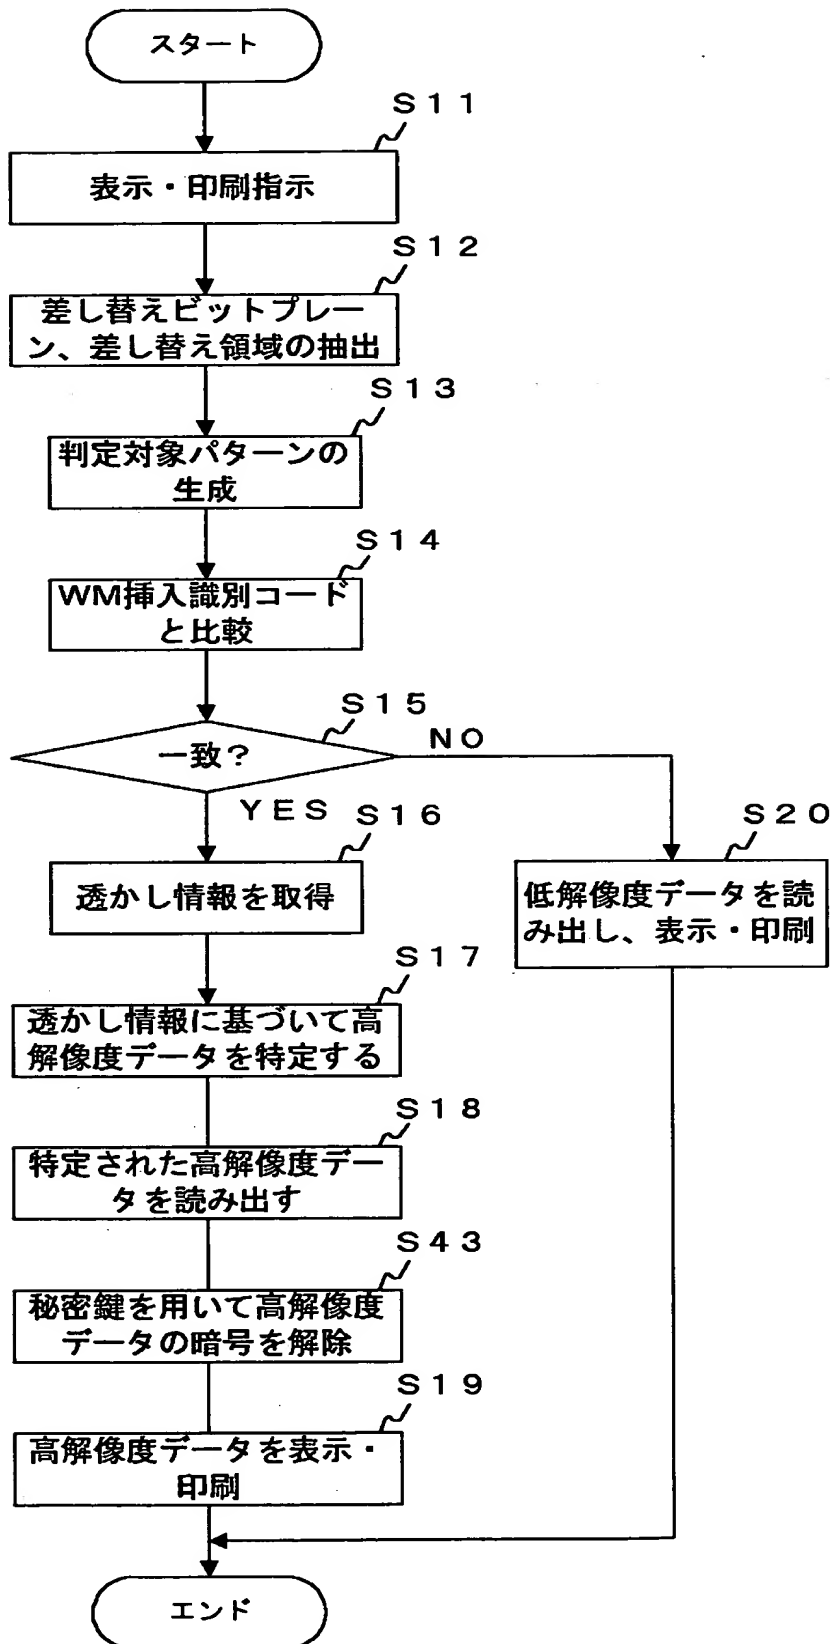 スタート
S11
表示・印刷指示
S12
差し替えビットプレー
ン、差し替え領域の抽出
S13
判定対象パターンの
生成
S14
WM挿入識別コード
と比較
S15
一致?
NO
YES
S16
透かし情報を取得
S20
低解像度データを読
み出し、表示・印刷
S17
透かし情報に基づいて高
解像度データを特定する
S18
特定された高解像度デー
タを読み出す
S43
秘密鍵を用いて高解像度
データの暗号を解除
S19
高解像度データを表示・
印刷
エンド